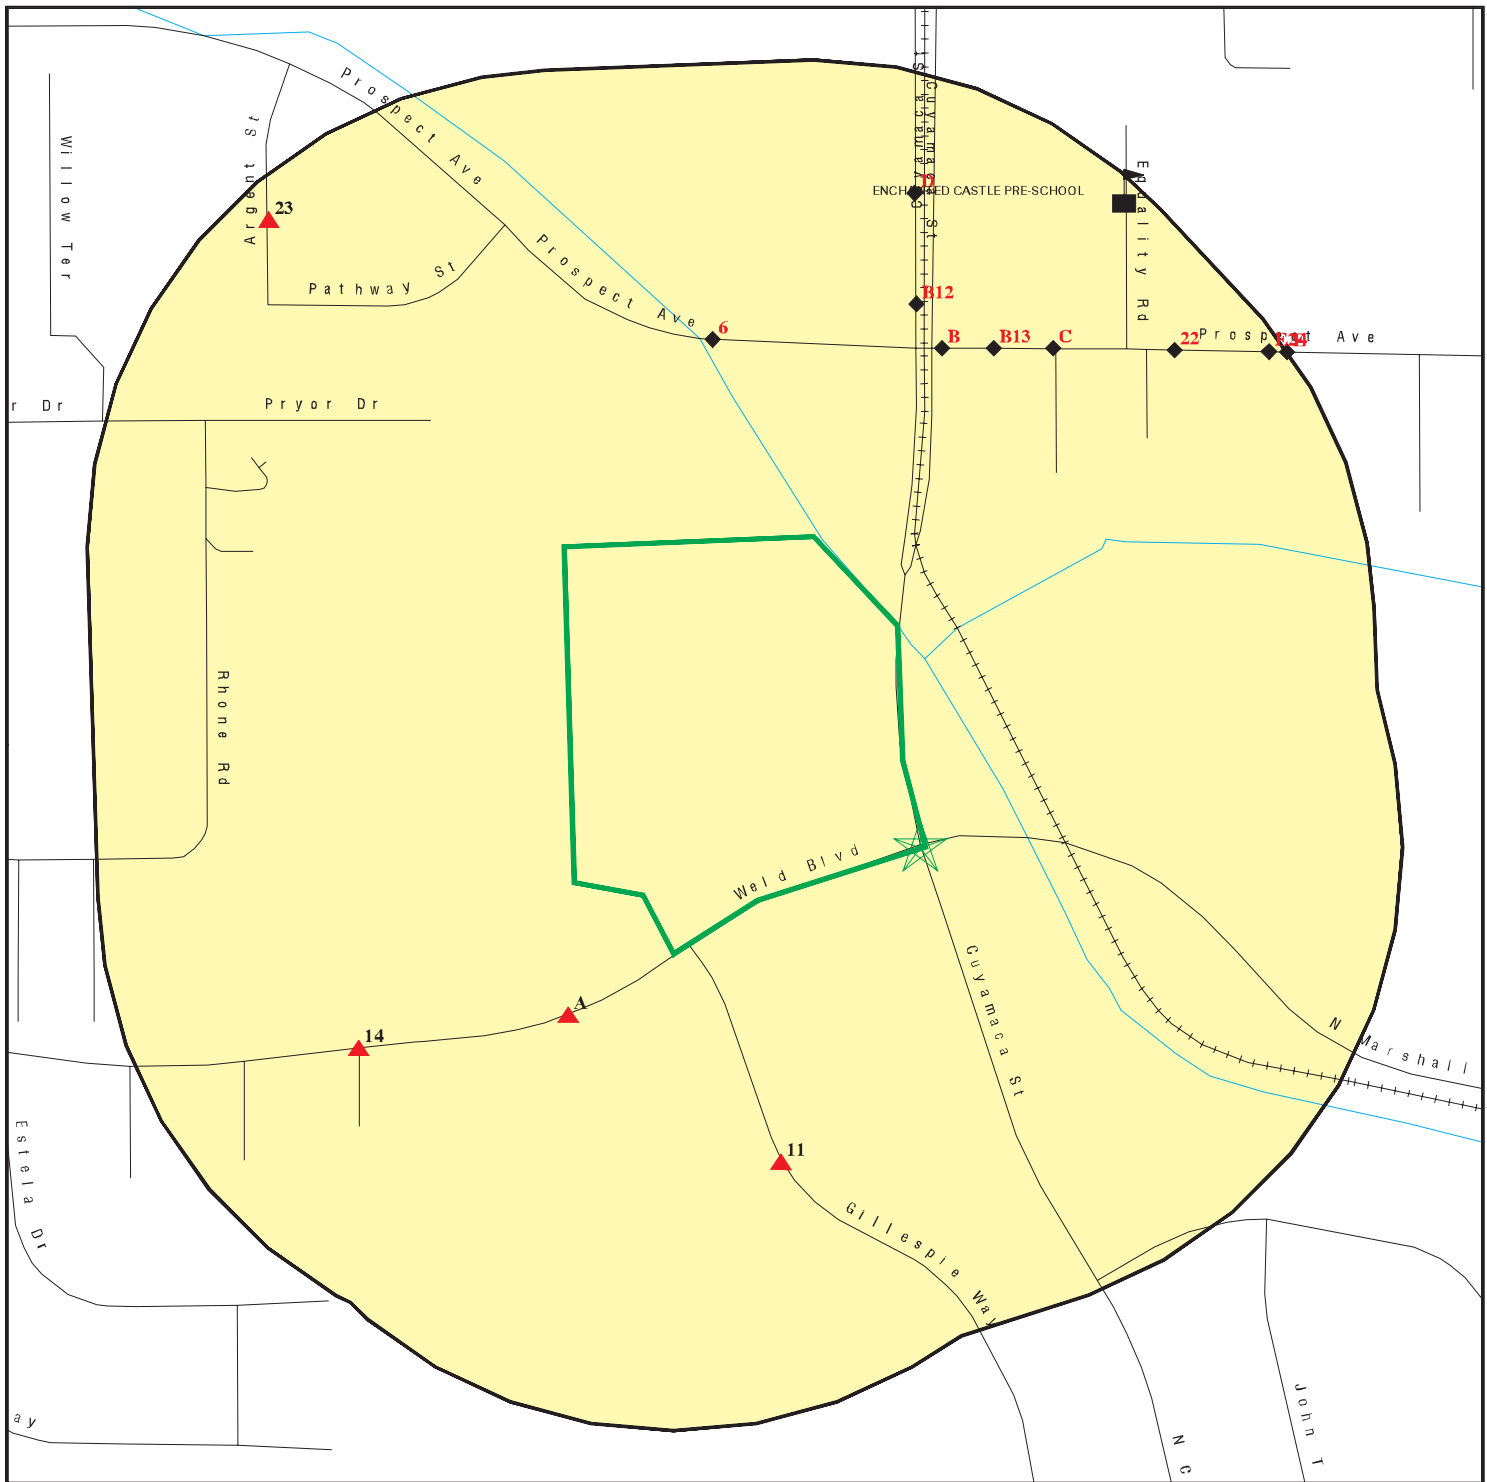 Prospect Ave
Cuyamaca St
Cuyamaca St
Argent St
Willow Ter
ENCHANTED CASTLE PRE-SCHOOL
D
Equality Rd
23
Prospect Ave
Pathway St
B12
6
B
B13
C
22
Prospect Ave
r Dr
Pryor Dr
Rhone Rd
Weld Blvd
Cuyamaca St
A
14
N Marshall
Estela Dr
11
Gillespie Way
John T
ay
N C